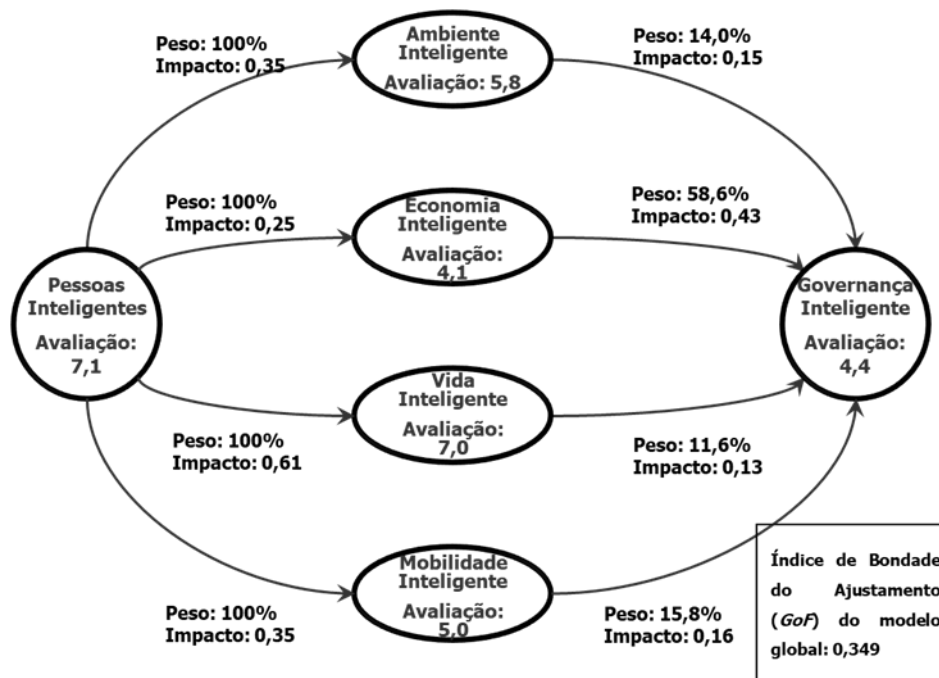 Peso: 100%
Impacto: 0,35
Ambiente
Inteligente
Avaliação: 5,8
Peso: 14,0%
Impacto: 0,15
Peso: 100%
Impacto: 0,25
Economia
Inteligente
Avaliação:
4,1
Peso: 58,6%
Impacto: 0,43
Pessoas
Inteligentes
Avaliação:
7,1
Governança
Inteligente
Avaliação:
4,4
Vida
Inteligente
Avaliação:
7,0
Peso: 100%
Impacto: 0,61
Peso: 11,6%
Impacto: 0,13
Mobilidade
Inteligente
Avaliação:
5,0
Peso: 100%
Impacto: 0,35
Peso: 15,8%
Impacto: 0,16
Índice de Bondade
do Ajustamento
(GoF) do modelo
global: 0,349